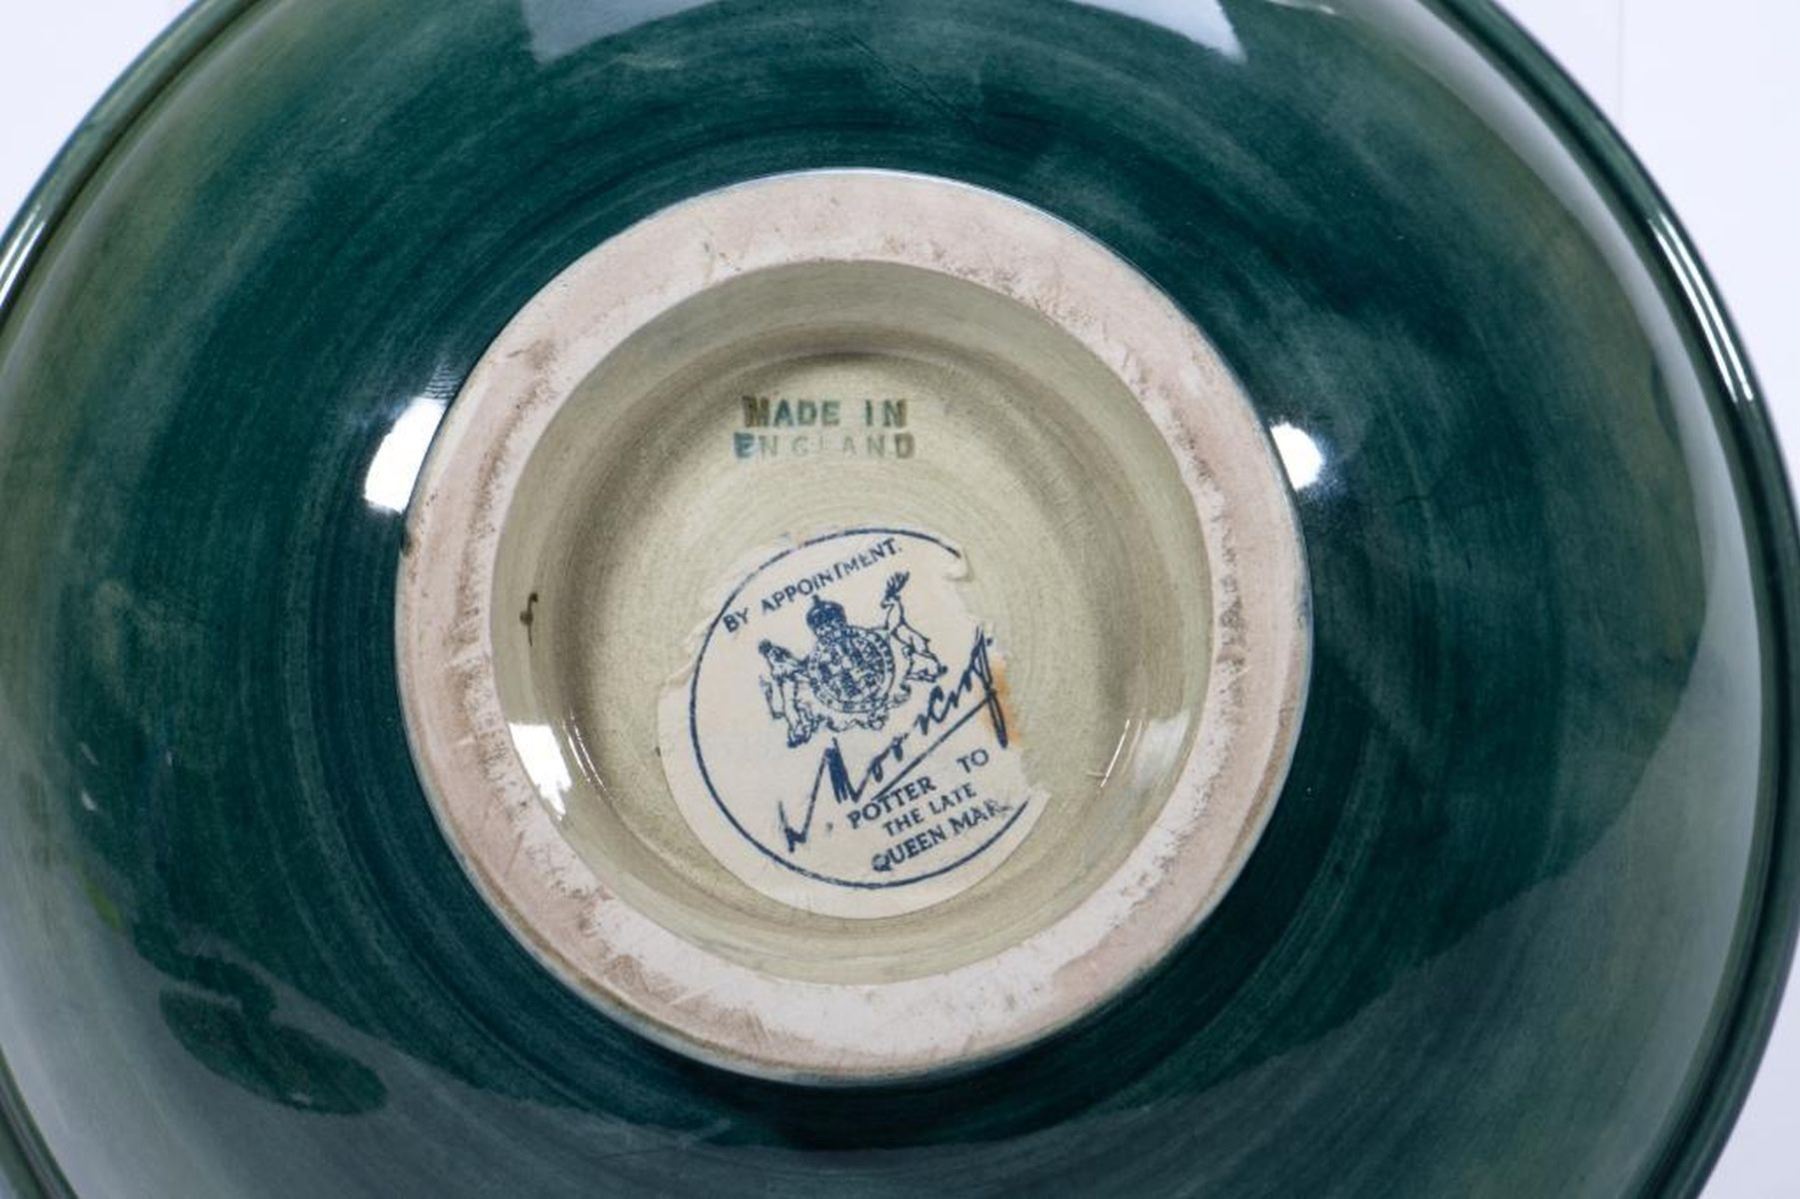 MADE IN
ENGLAND
BY APPOINTMENT.
W. Moorcroft.
POTTER TO
THE LATE
QUEEN MAR